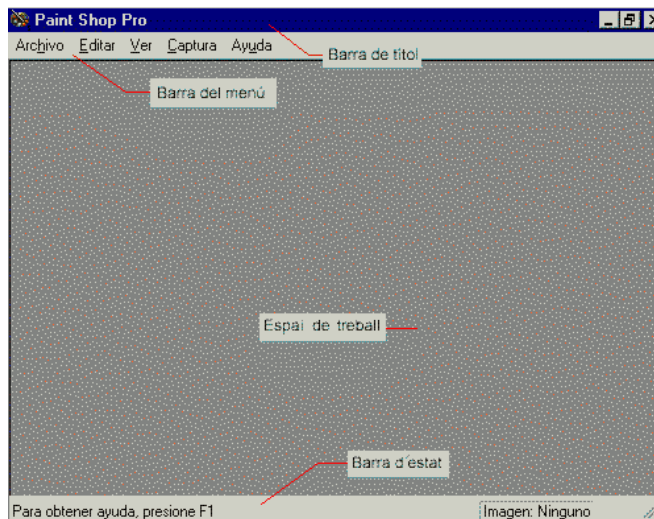 Paint Shop Pro
Archivo Editar Ver Captura Ayuda
Barra de títol
Barra del menú
Espai de treball
Barra d'estat
Para obtener ayuda, presione F1
Imagen: Ninguno